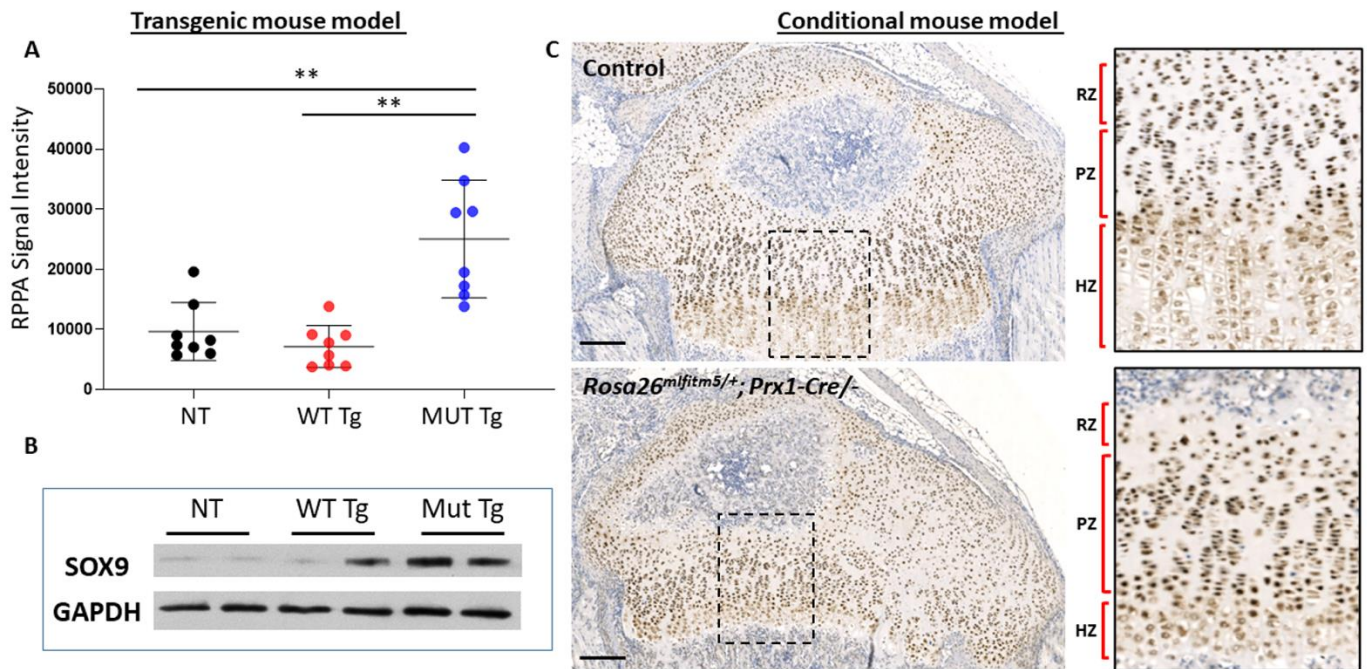 Transgenic mouse model
Conditional mouse model
A
**
**
RPPA Signal Intensity
50000
40000
30000
20000
10000
0
NT
WT Tg
MUT Tg
B
NT
WT Tg
Mut Tg
SOX9
GAPDH
C
Control
RZ
PZ
HZ
Rosa26mlfitm5/+; Prx1-Cre/-
RZ
PZ
HZ